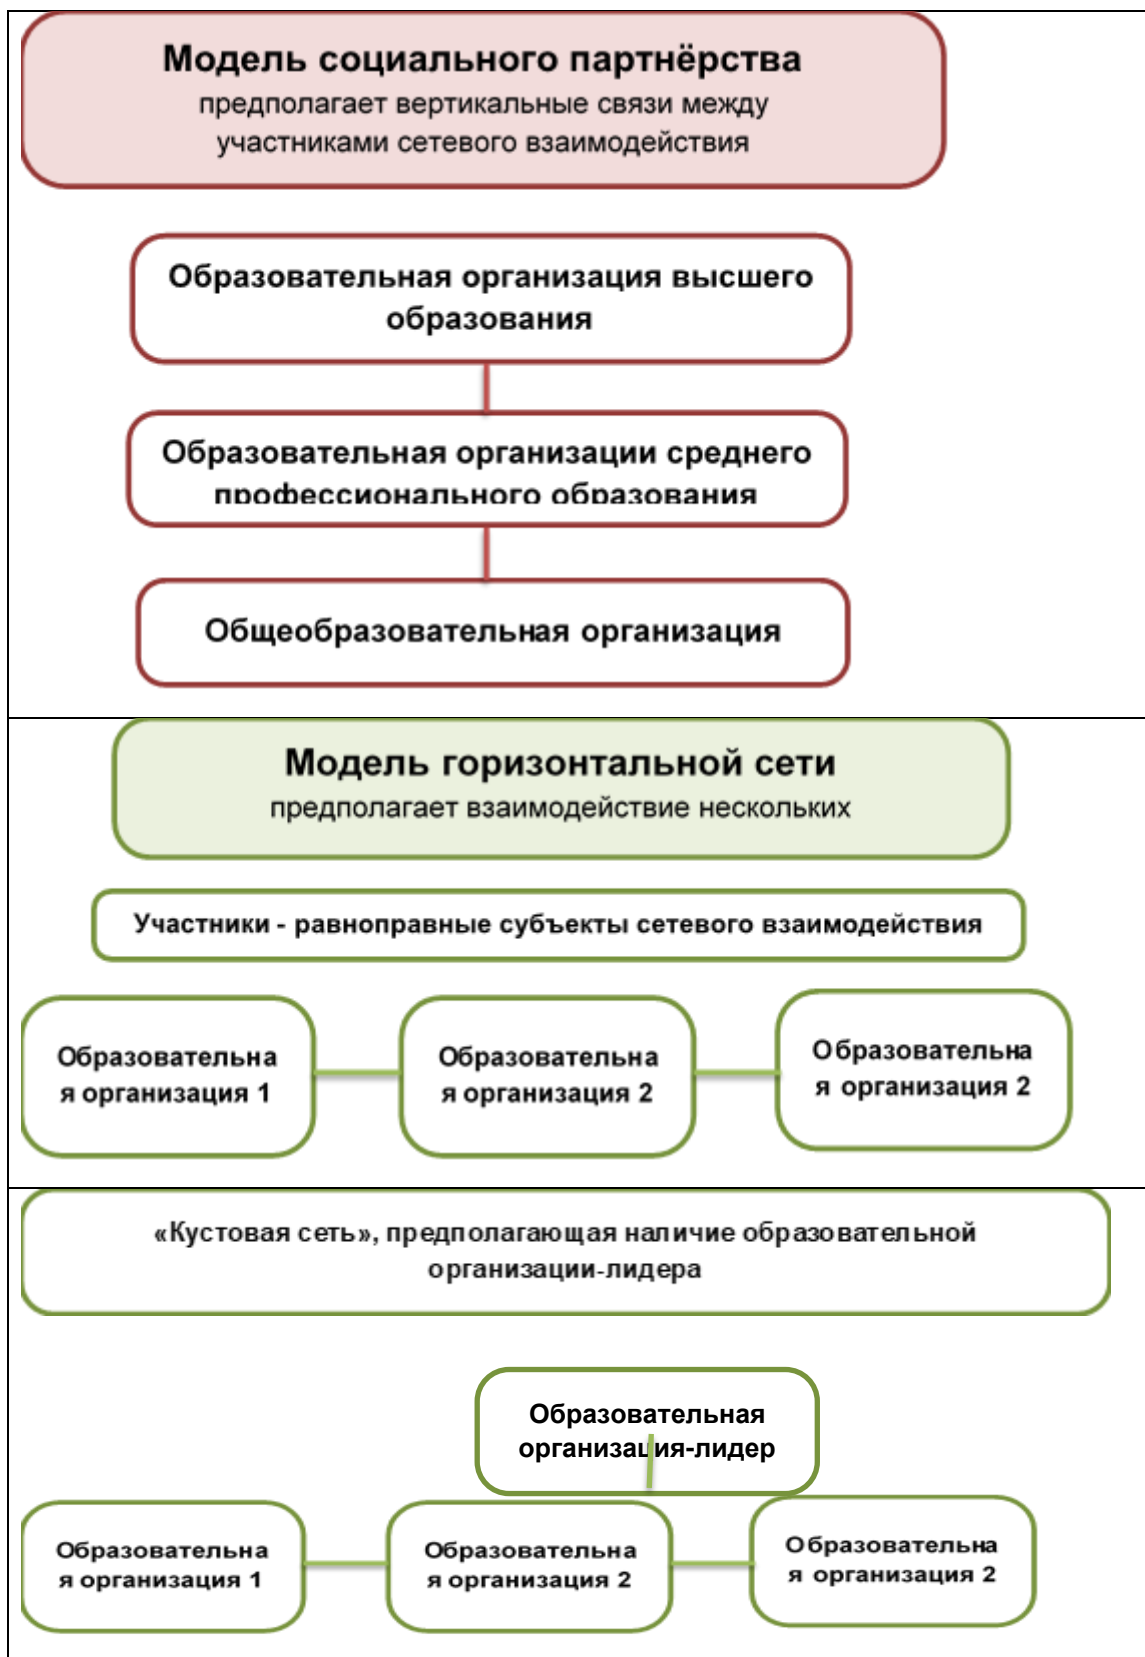 Модель социального партнёрства
предполагает вертикальные связи между
участниками сетевого взаимодействия
Образовательная организация высшего
образования
Образовательная организации среднего
профессионального образования
Общеобразовательная организация
Модель горизонтальной сети
предполагает взаимодействие нескольких
Участники - равноправные субъекты сетевого взаимодействия
Образовательна
я организация 1
Образовательна
я организация 2
Образовательна
я организация 2
«Кустовая сеть», предполагающая наличие образовательной
организации-лидера
Образовательная
организация-лидер
Образовательна
я организация 1
Образовательна
я организация 2
Образовательна
я организация 2